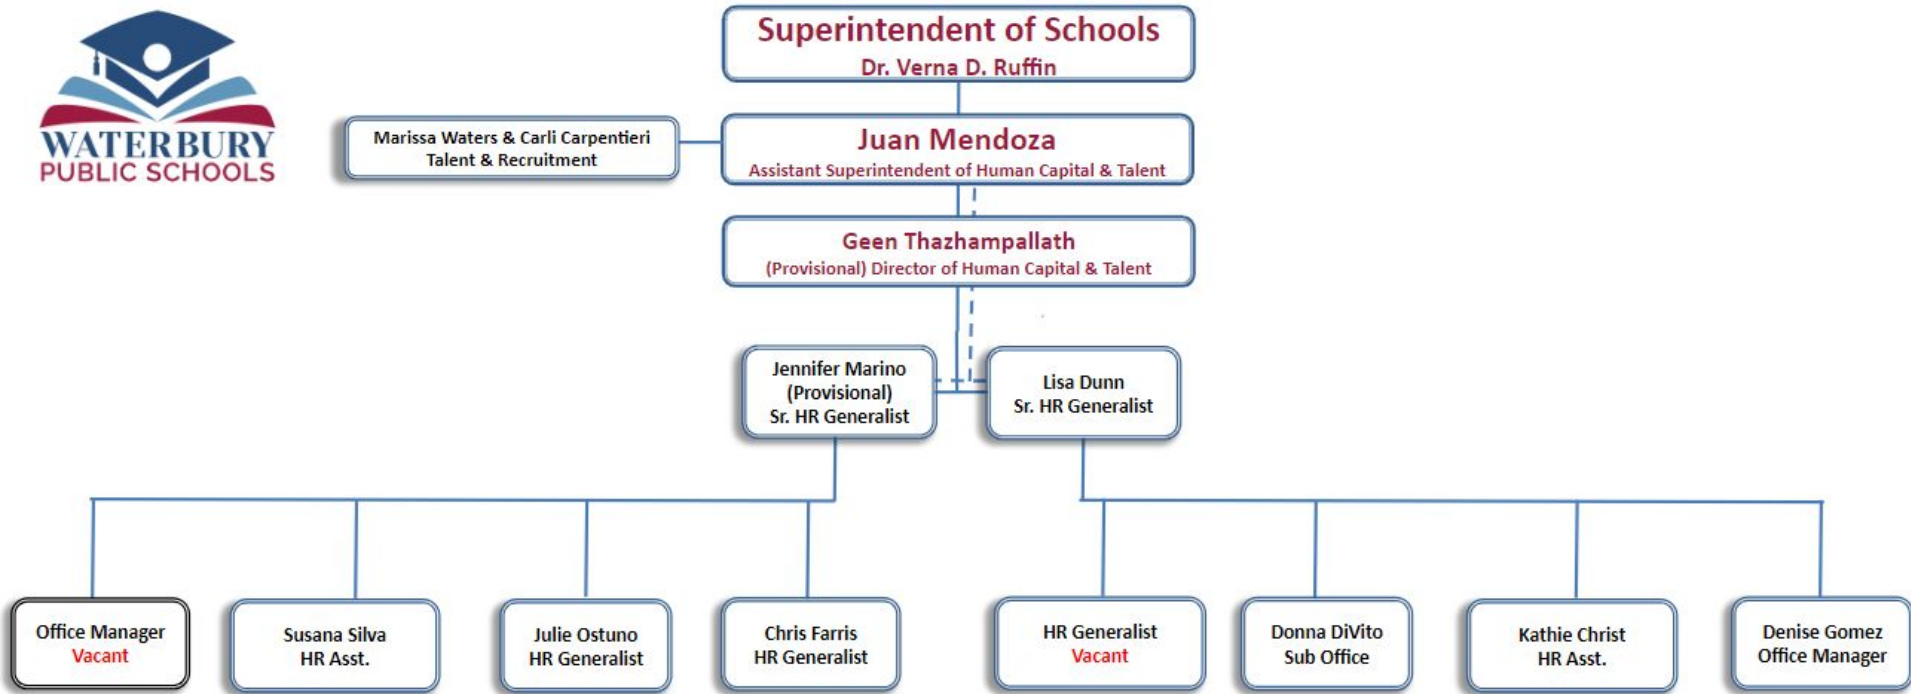 WATERBURY
PUBLIC SCHOOLS
Superintendent of Schools
Dr. Verna D. Ruffin
Marissa Waters & Carli Carpentieri
Talent & Recruitment
Juan Mendoza
Assistant Superintendent of Human Capital & Talent
Geen Thazhampallath
(Provisional) Director of Human Capital & Talent
Jennifer Marino
(Provisional)
Sr. HR Generalist
Lisa Dunn
Sr. HR Generalist
Office Manager
Vacant
Susana Silva
HR Asst.
Julie Ostuno
HR Generalist
Chris Farris
HR Generalist
HR Generalist
Vacant
Donna DiVito
Sub Office
Kathie Christ
HR Asst.
Denise Gomez
Office Manager